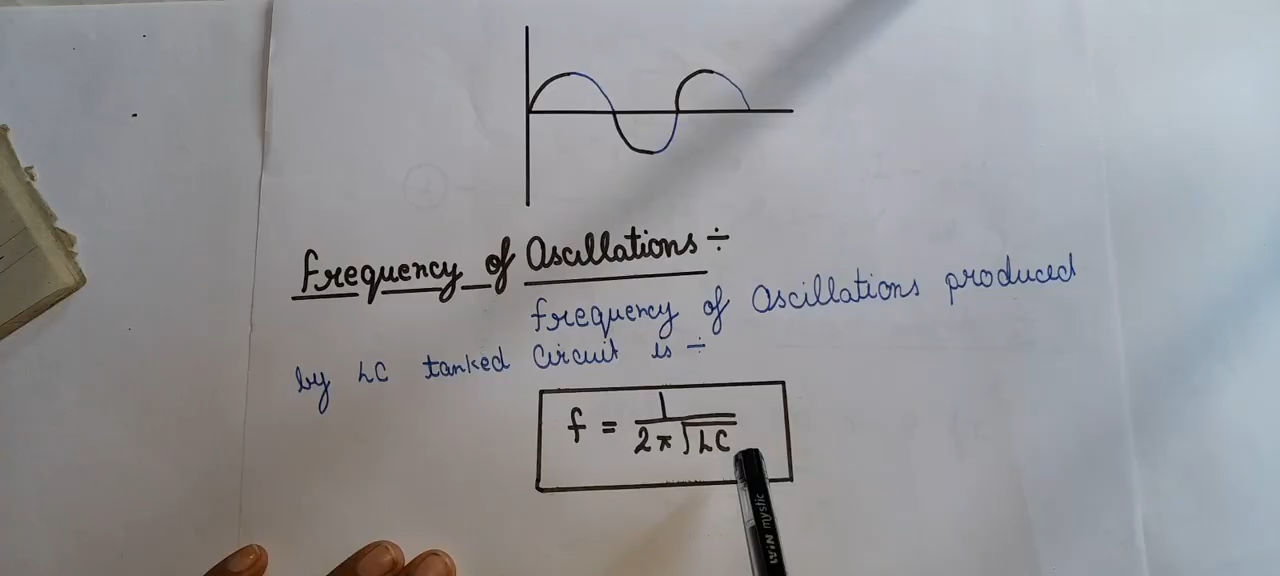 Frequency of Oscillations ÷
frequency of Oscillations produced
by LC tanked Circuit is ÷
f = 1 / 2π√LC
WIN mystic